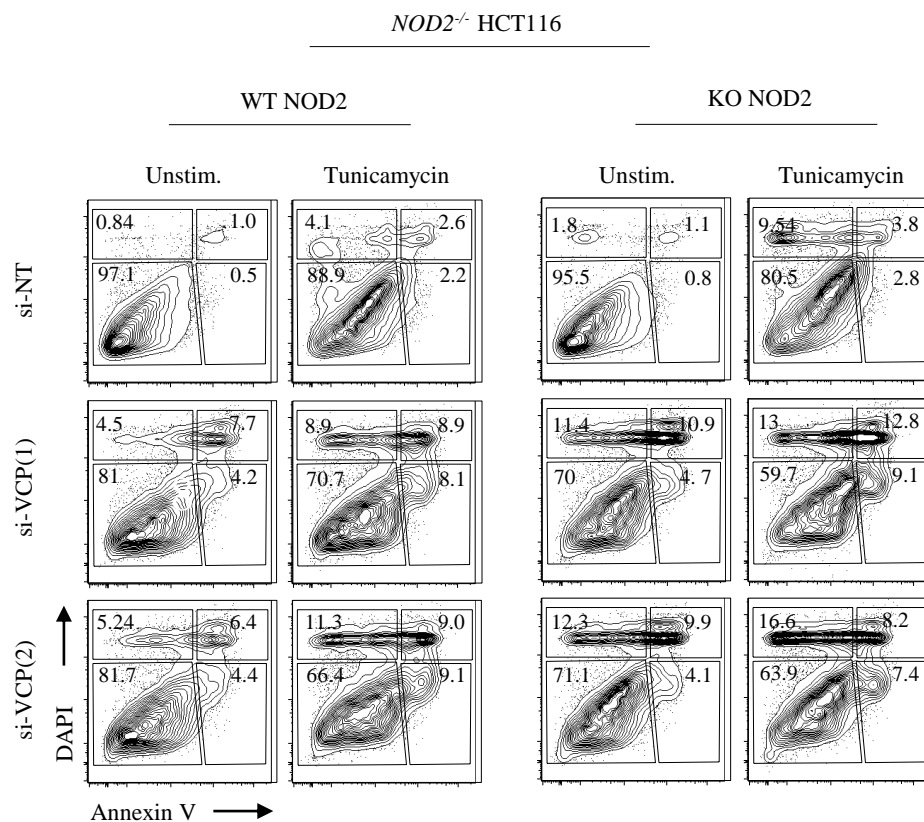 NOD2-/- HCT116
WT NOD2 KO NOD2
Unstim. Tunicamycin Unstim. Tunicamycin
si-NT
0.84 1.0 4.1 2.6 1.8 1.1 9.54 3.8
97.1 0.5 88.9 2.2 95.5 0.8 80.5 2.8
si-VCP(1)
4.5 7.7 8.9 8.9 11.4 10.9 13 12.8
81 4.2 70.7 8.1 70 4. 7 59.7 9.1
si-VCP(2)
5.24 6.4 11.3 9.0 12.3 9.9 16.6 8.2
81.7 4.4 66.4 9.1 71.1 4.1 63.9 7.4
DAPI
Annexin V